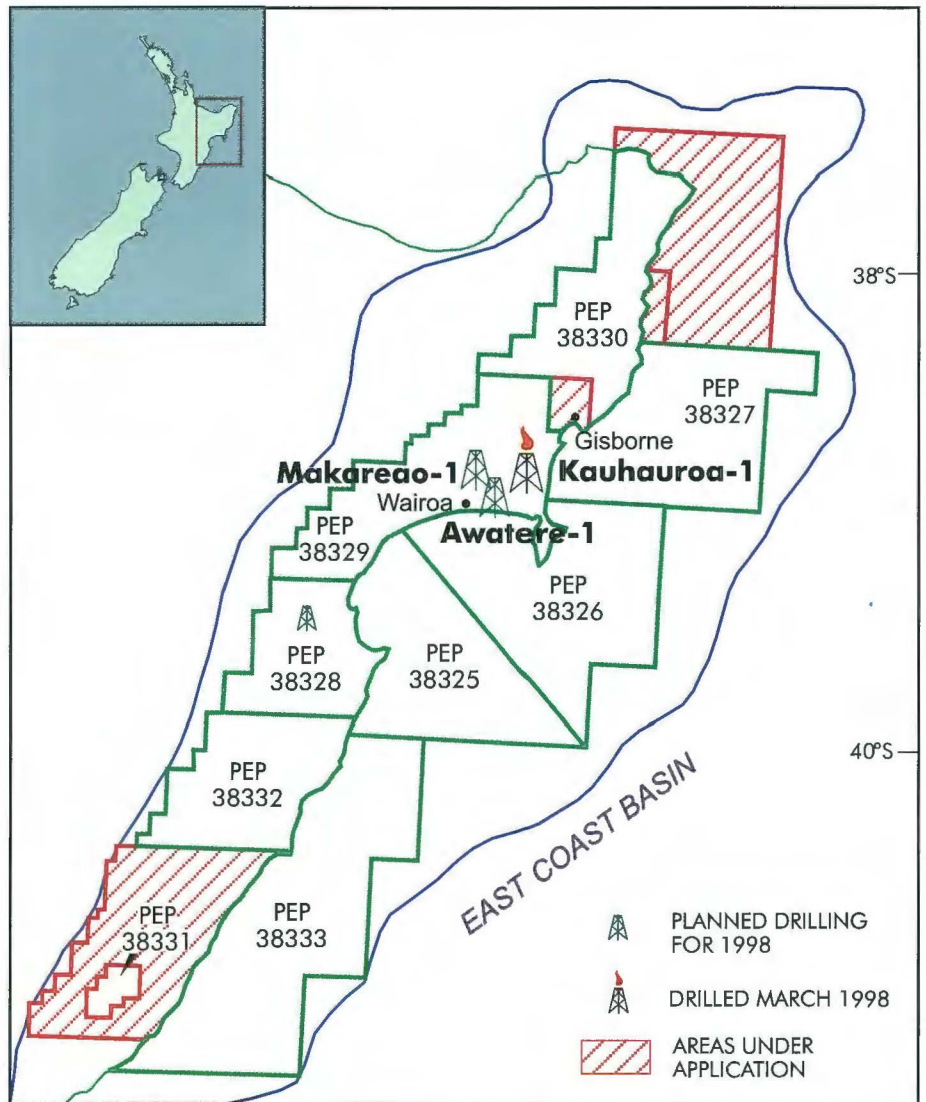 38°S
PEP
38330
PEP
38327
Gisborne
Makareao-1
Kauhauroa-1
Wairoa
Awatere-1
PEP
38329
PEP
38326
PEP
38328
PEP
38325
40°S
PEP
38332
EAST COAST BASIN
PEP
38331
PEP
38333
PLANNED DRILLING
FOR 1998
DRILLED MARCH 1998
AREAS UNDER
APPLICATION